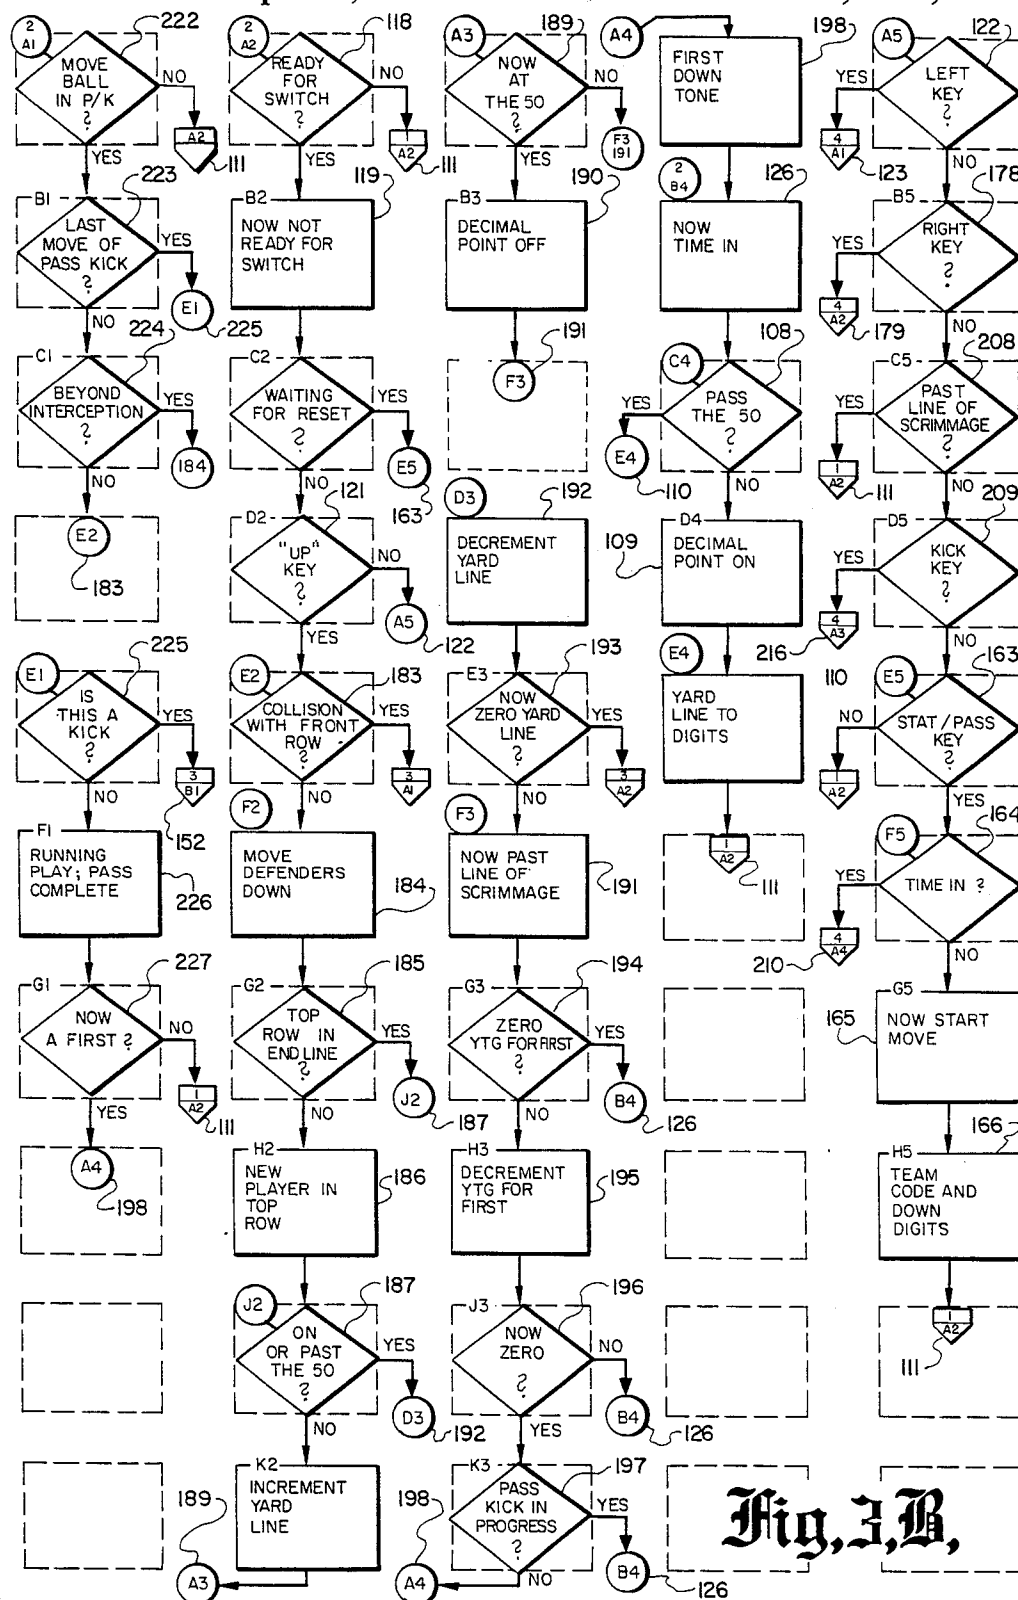 2
A1
222
MOVE
BALL
IN P/K
?
NO
A2
111
YES
B1
223
LAST
MOVE OF
PASS KICK
?
YES
E1
225
NO
C1
224
BEYOND
INTERCEPTION
?
YES
184
NO
E2
183
E1
225
IS
THIS A
KICK
?
YES
3
B1
152
NO
F1
RUNNING
PLAY; PASS
COMPLETE
226
G1
227
NOW
A FIRST ?
NO
1
A2
111
YES
A4
198
2
A2
118
READY
FOR
SWITCH
?
NO
1
A2
111
YES
119
B2
NOW NOT
READY FOR
SWITCH
C2
WAITING
FOR RESET
?
YES
E5
163
NO
D2
121
"UP"
KEY
?
NO
A5
122
YES
E2
183
COLLISION
WITH FRONT
ROW
?
YES
3
A1
NO
F2
MOVE
DEFENDERS
DOWN
184
G2
185
TOP
ROW IN
END LINE
?
YES
J2
187
NO
H2
NEW
PLAYER IN
TOP
ROW
186
J2
187
ON
OR PAST
THE 50
?
YES
D3
192
NO
K2
INCREMENT
YARD
LINE
189
A3
A3
189
NOW
AT
THE 50
?
NO
F3
191
YES
190
B3
DECIMAL
POINT OFF
191
F3
D3
192
DECREMENT
YARD
LINE
E3
193
NOW
ZERO YARD
LINE
?
YES
3
A2
NO
F3
NOW PAST
LINE OF
SCRIMMAGE
191
G3
194
ZERO
YTG FOR FIRST
?
YES
B4
126
NO
H3
DECREMENT
YTG FOR
FIRST
195
J3
196
NOW
ZERO
?
NO
B4
126
YES
K3
197
PASS
KICK IN
PROGRESS
?
YES
B4
126
NO
198
A4
A4
198
FIRST
DOWN
TONE
2
B4
126
NOW
TIME IN
C4
108
PASS
THE 50
?
YES
E4
110
NO
D4
109
DECIMAL
POINT ON
E4
110
YARD
LINE TO
DIGITS
1
A2
111
A5
122
LEFT
KEY
?
YES
4
A1
123
NO
178
B5
RIGHT
KEY
?
YES
4
A2
179
NO
208
C5
PAST
LINE OF
SCRIMMAGE
?
YES
1
A2
111
NO
209
D5
KICK
KEY
?
YES
4
A3
216
NO
E5
163
STAT/PASS
KEY
?
NO
1
A2
YES
F5
164
TIME IN ?
YES
4
A4
210
NO
G5
165
NOW START
MOVE
166
H5
TEAM
CODE AND
DOWN
DIGITS
1
A2
111
Fig, 3, B,